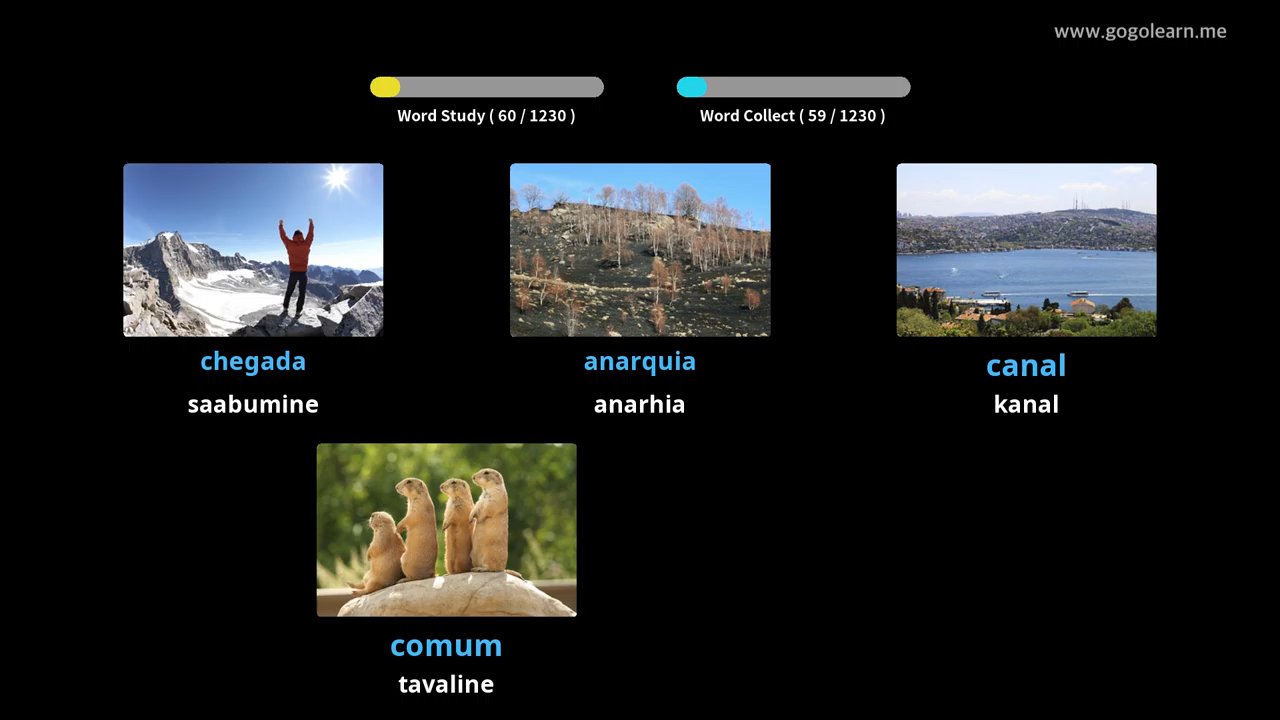 www.gogolearn.me
Word Study ( 60 / 1230 )
Word Collect ( 59 / 1230 )
chegada
saabumine
anarquia
anarhia
canal
kanal
comum
tavaline